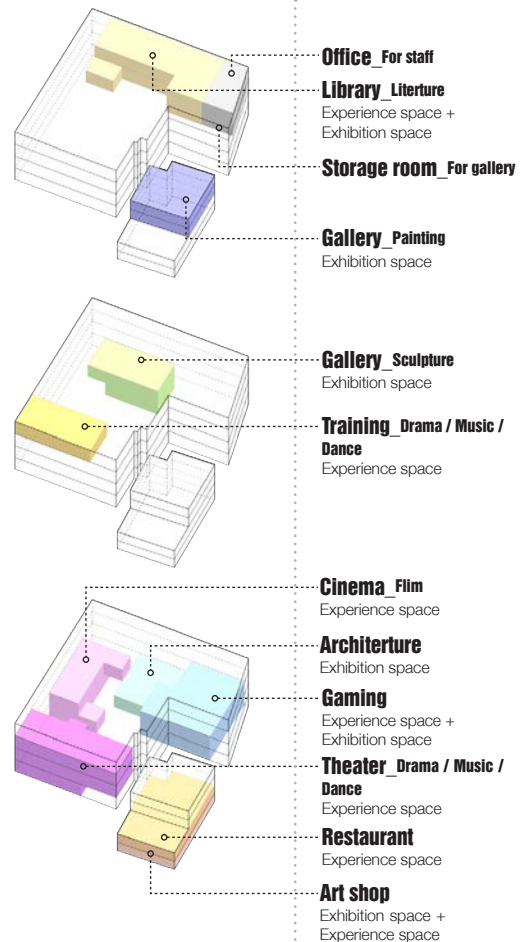 Office_For staff
Library_Literture
Experience space +
Exhibition space
Storage room_For gallery
Gallery_Painting
Exhibition space
Gallery_Sculpture
Exhibition space
Training_Drama / Music /
Dance
Experience space
Cinema_Flim
Experience space
Architerture
Exhibition space
Gaming
Experience space +
Exhibition space
Theater_Drama / Music /
Dance
Experience space
Restaurant
Experience space
Art shop
Exhibition space +
Experience space